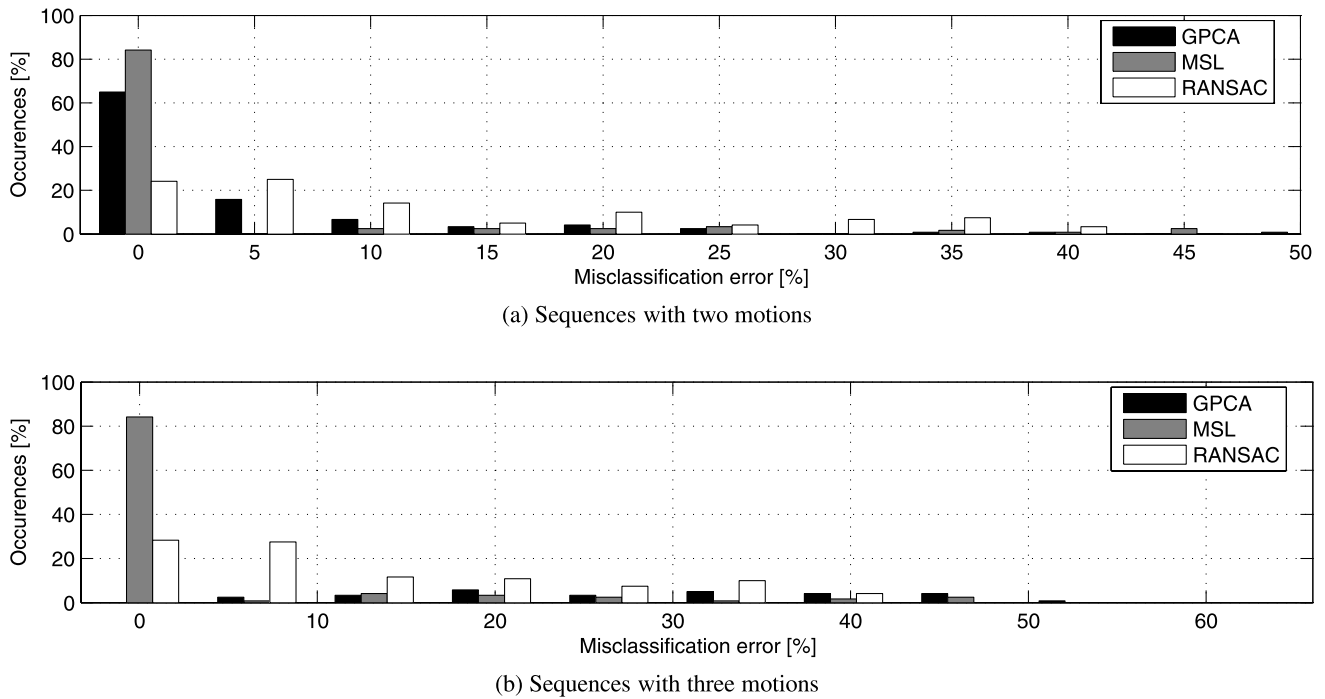 100
80
60
40
20
0
Occurences [%]
GPCA
MSL
RANSAC
0 5 10 15 20 25 30 35 40 45 50
Misclassification error [%]
(a) Sequences with two motions
100
80
60
40
20
0
Occurences [%]
GPCA
MSL
RANSAC
0 10 20 30 40 50 60
Misclassification error [%]
(b) Sequences with three motions